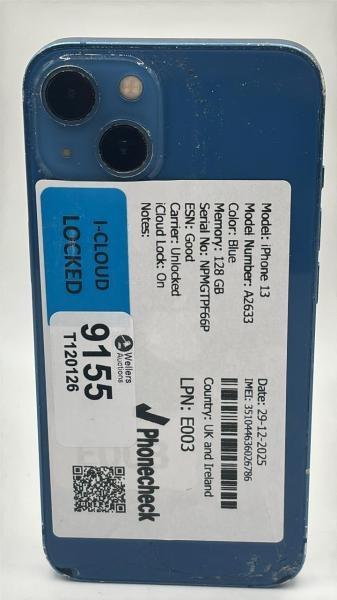 Model: iPhone 13
Model Number: A2633
Color: Blue
Memory: 128 GB
Serial No: NPMGTPF66P
ESN: Good
Carrier: Unlocked
iCloud Lock: On
Notes:
Date: 29-12-2025
IMEI: 351044636026786
Country: UK and Ireland
LPN: E003
Phonecheck
I-CLOUD
LOCKED
Wellers
Auctions
9155
T120126